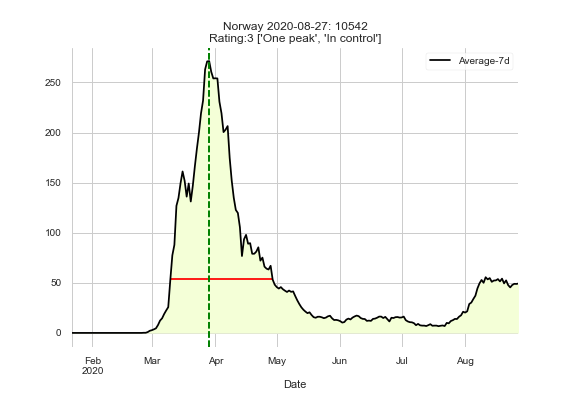 Norway 2020-08-27: 10542
Rating:3 ['One peak', 'In control']
Average-7d
250
200
150
100
50
0
Feb
2020
Mar
Apr
May
Jun
Jul
Aug
Date